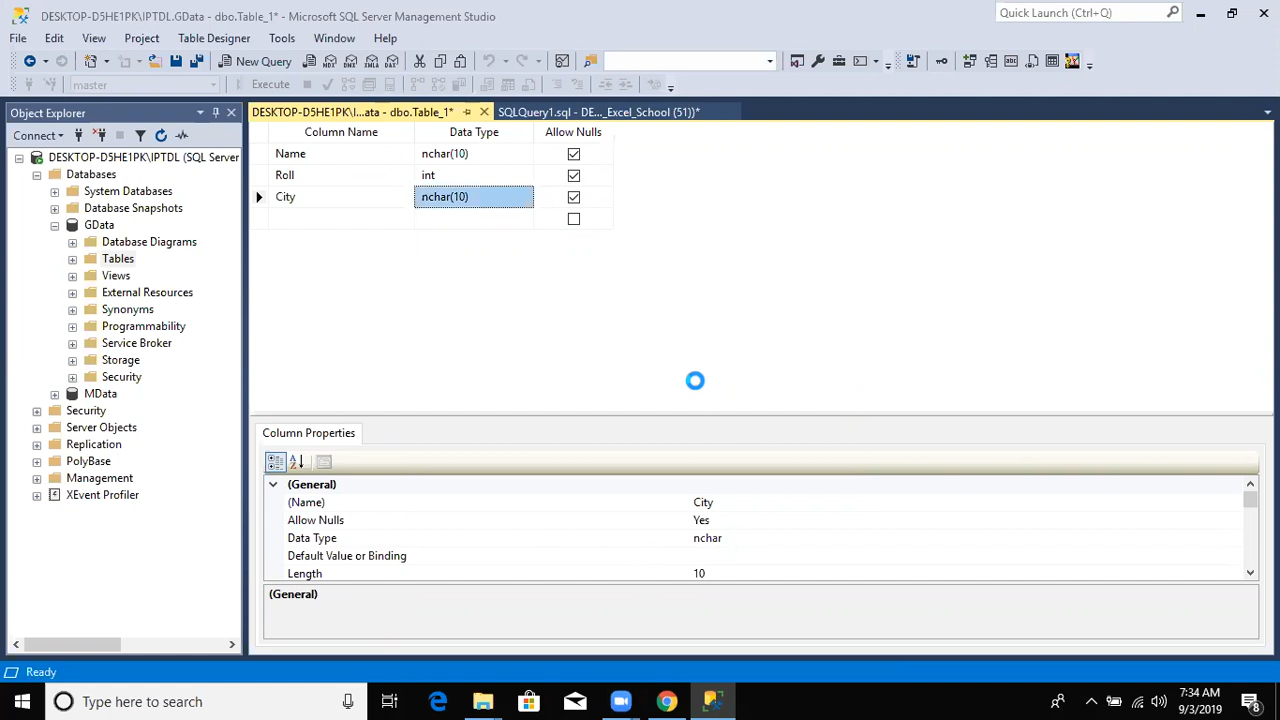 DESKTOP-D5HE1PK\IPTDL.GData - dbo.Table_1* - Microsoft SQL Server Management Studio
Quick Launch (Ctrl+Q)
File Edit View Project Table Designer Tools Window Help
New Query
master Execute
Object Explorer
Connect
DESKTOP-D5HE1PK\IPTDL (SQL Server
Databases
System Databases
Database Snapshots
GData
Database Diagrams
Tables
Views
External Resources
Synonyms
Programmability
Service Broker
Storage
Security
MData
Security
Server Objects
Replication
PolyBase
Management
XEvent Profiler
DESKTOP-D5HE1PK\I...ata - dbo.Table_1* SQLQuery1.sql - DE..._Excel_School (51))*
Column Name Data Type Allow Nulls
Name nchar(10)
Roll int
City nchar(10)
Column Properties
(General)
(Name) City
Allow Nulls Yes
Data Type nchar
Default Value or Binding
Length 10
(General)
Ready
Type here to search
7:34 AM
9/3/2019
8